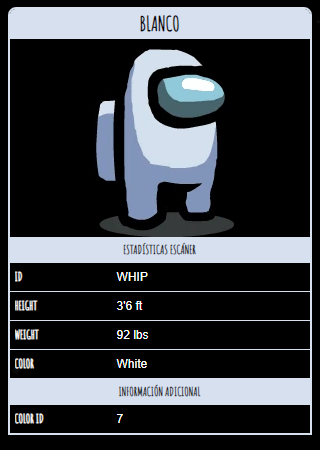 BLANCO
ESTADÍSTICAS ESCÁNER
ID WHIP
HEIGHT 3'6 ft
WEIGHT 92 lbs
COLOR White
INFORMACIÓN ADICIONAL
COLOR ID 7